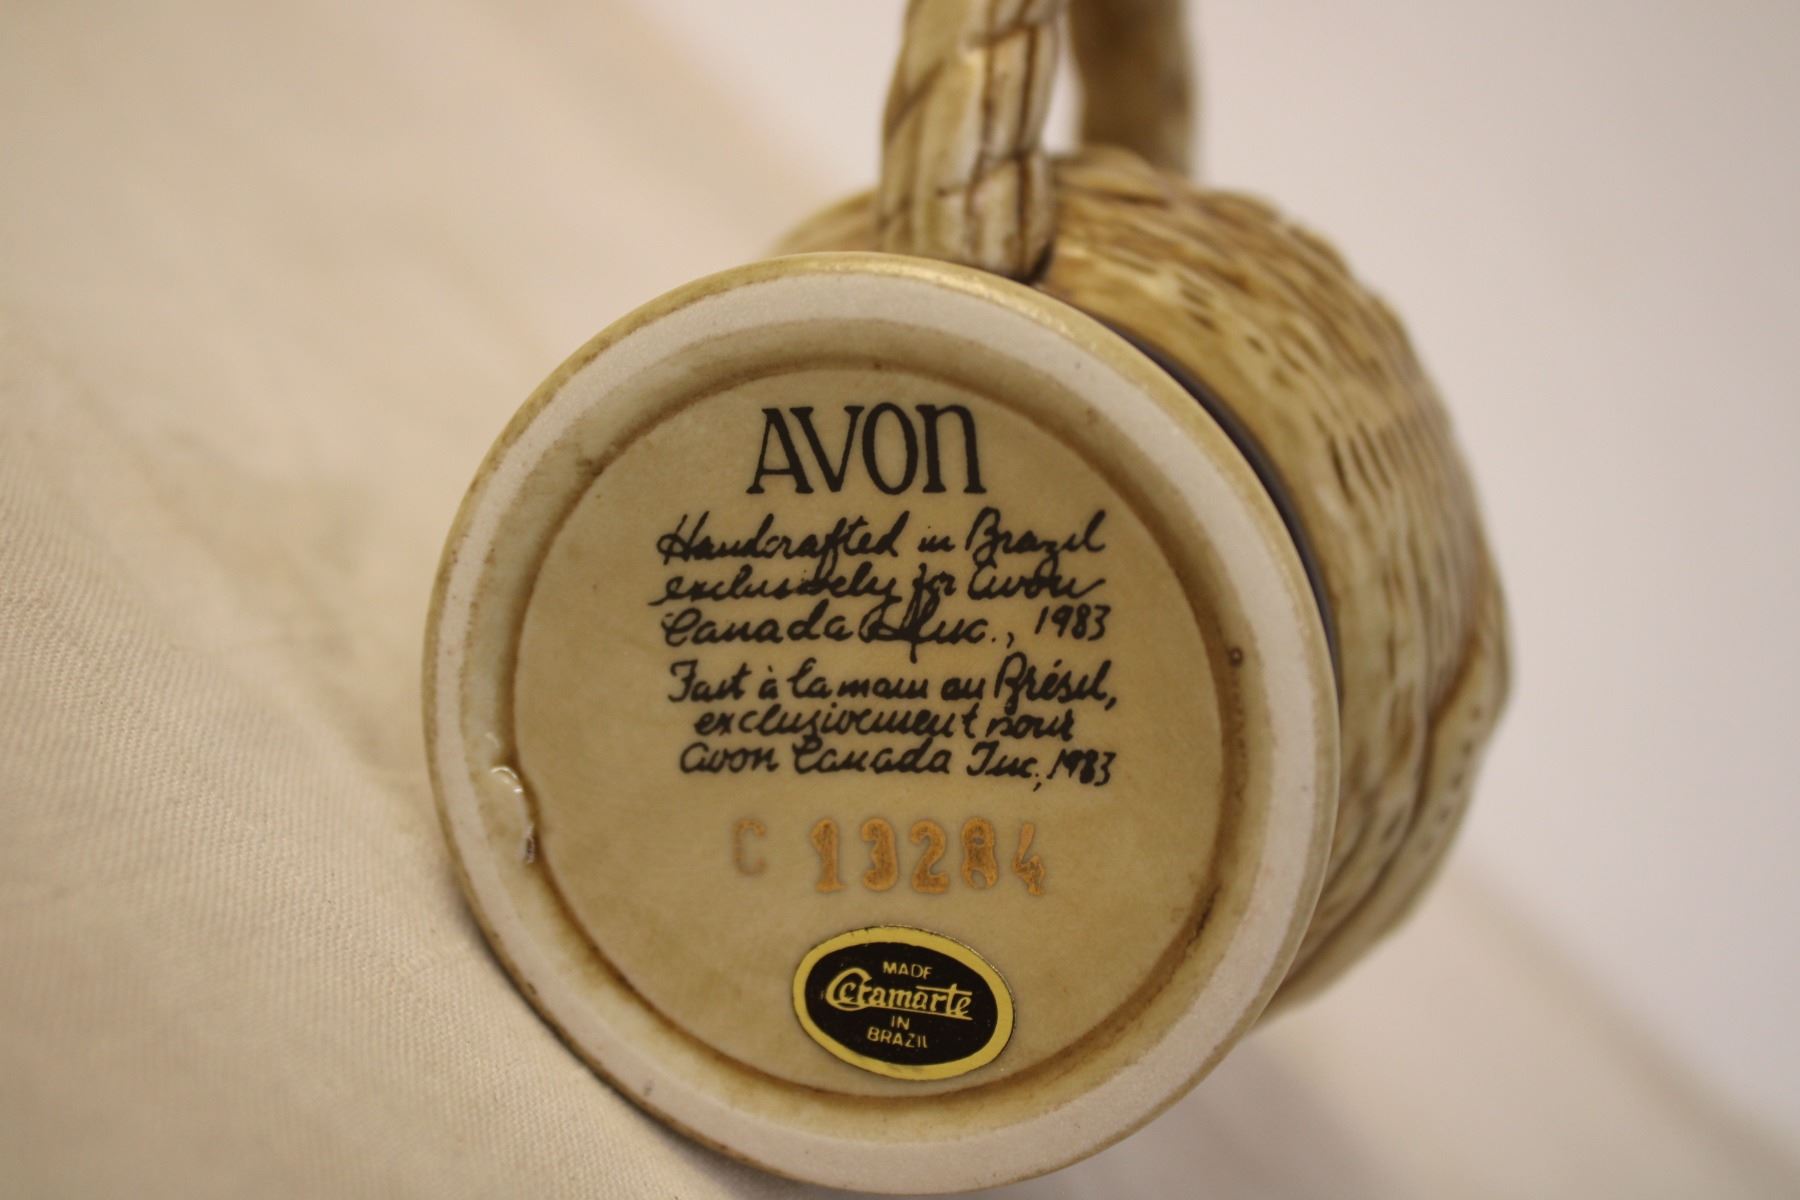 AVON
Handcrafted in Brazil
exclusively for Avon
Canada Inc., 1983
Fait à la main au Brésil,
exclusivement pour
Avon Canada Inc., 1983
C 13284
MADE
Ceramarte
IN
BRAZIL